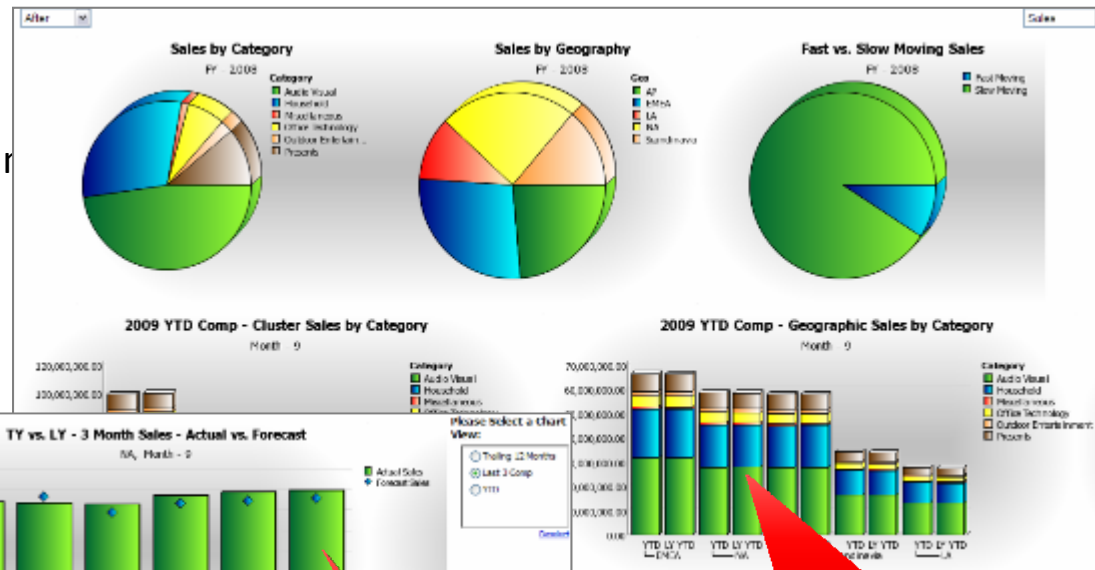 After
Sales
Sales by Category
FY - 2008
Category
Audio Visual
Household
Miscellaneous
Office Technology
Outdoor Entertain...
Presents
Sales by Geography
FY - 2008
Geo
AP
EMEA
LA
NA
Scandinavia
Fast vs. Slow Moving Sales
FY - 2008
Fast Moving
Slow Moving
2009 YTD Comp - Cluster Sales by Category
Month - 9
120,000,000.00
100,000,000.00
Category
Audio Visual
Household
Miscellaneous
2009 YTD Comp - Geographic Sales by Category
Month - 9
70,000,000.00
60,000,000.00
0.00
YTD LY YTD
EMEA
YTD LY YTD
NA
YTD LY YTD
YTD LY YTD
LA
Category
Audio Visual
Household
Miscellaneous
Office Technology
Outdoor Entertainment
Presents
TY vs. LY - 3 Month Sales - Actual vs. Forecast
NA, Month - 9
Actual Sales
Forecast Sales
Please Select a Chart
View:
Trailing 12 Months
Last 3 Comp
YTD
Deselect